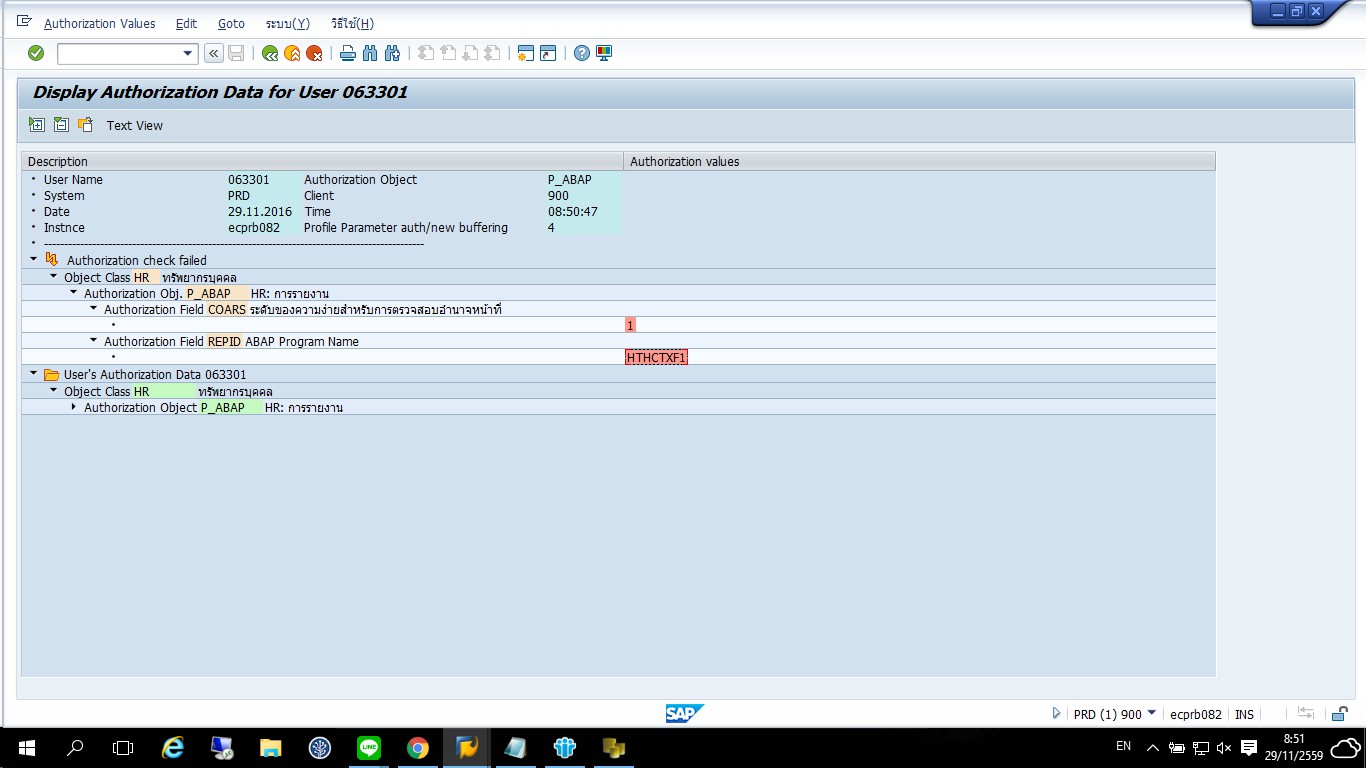 Authorization Values Edit Goto ระบบ(Y) วิธีใช้(H)
Display Authorization Data for User 063301
Text View
Description Authorization values
User Name 063301 Authorization Object P_ABAP
System PRD Client 900
Date 29.11.2016 Time 08:50:47
Instnce ecprb082 Profile Parameter auth/new buffering 4
--------------------------------------------------------------------------------
Authorization check failed
Object Class HR ทรัพยากรบุคคล
Authorization Obj. P_ABAP HR: การรายงาน
Authorization Field COARS ระดับของความง่ายสำหรับการตรวจสอบอำนาจหน้าที่
1
Authorization Field REPID ABAP Program Name
HTHCTXF1
User's Authorization Data 063301
Object Class HR ทรัพยากรบุคคล
Authorization Object P_ABAP HR: การรายงาน
SAP PRD (1) 900 ecprb082 INS
LINE EN 8:51
29/11/2559